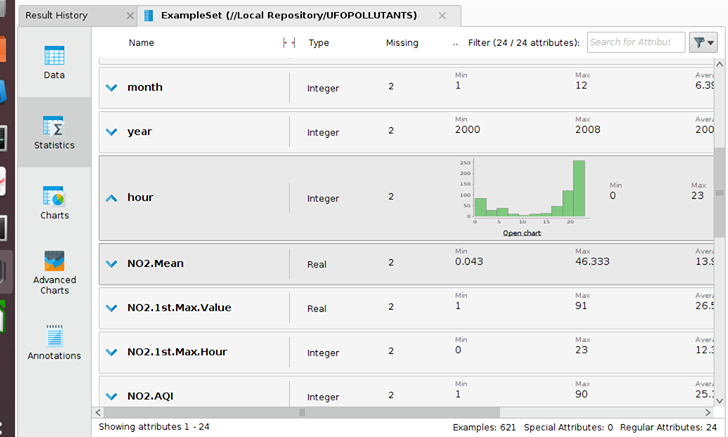 Result History
ExampleSet (//Local Repository/UFOPOLLUTANTS)
Name Type Missing .. Filter (24 / 24 attributes): Search for Attribut
Data
Statistics
Charts
Advanced
Charts
Annotations
month Integer 2 Min 1 Max 12 Avera 6.39
year Integer 2 Min 2000 Max 2008 Avera 200
hour Integer 2 Min 0 Max 23
250
200
150
100
50
0
0 5 10 15 20
Open chart
NO2.Mean Real 2 Min 0.043 Max 46.333 Avera 13.9
NO2.1st.Max.Value Real 2 Min 1 Max 91 Avera 26.5
NO2.1st.Max.Hour Integer 2 Min 0 Max 23 Avera 12.3
NO2.AQI Integer 2 Min 1 Max 90 Avera
Showing attributes 1 - 24
Examples: 621 Special Attributes: 0 Regular Attributes: 24